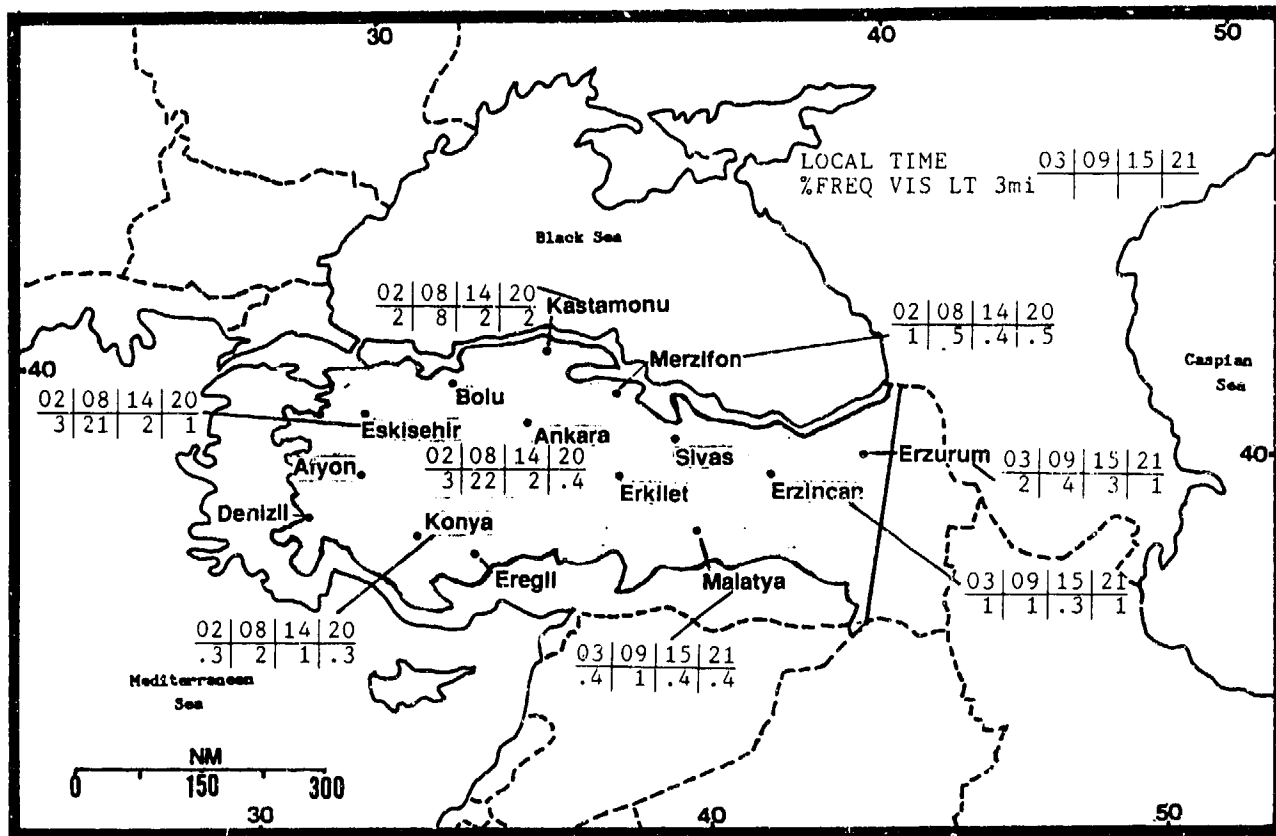 30
40
50
LOCAL TIME 03|09|15|21
%FREQ VIS LT 3mi
Black Sea
02|08|14|20
2|8|2|2
Kastamonu
02|08|14|20
1|.5|.4|.5
Merzifon
Caspian
Sea
40
Bolu
02|08|14|20
3|21|2|1
Eskisehir
Ankara
Sivas
Erzurum
40
Afyon
02|08|14|20
3|22|2|.4
Erkilet
Erzincan
03|09|15|21
2|4|3|1
Denizli
Konya
Eregli
Malatya
03|09|15|21
1|1|.3|1
02|08|14|20
.3|2|1|.3
03|09|15|21
.4|1|.4|.4
Mediterranean
Sea
NM
0 150 300
30
40
50